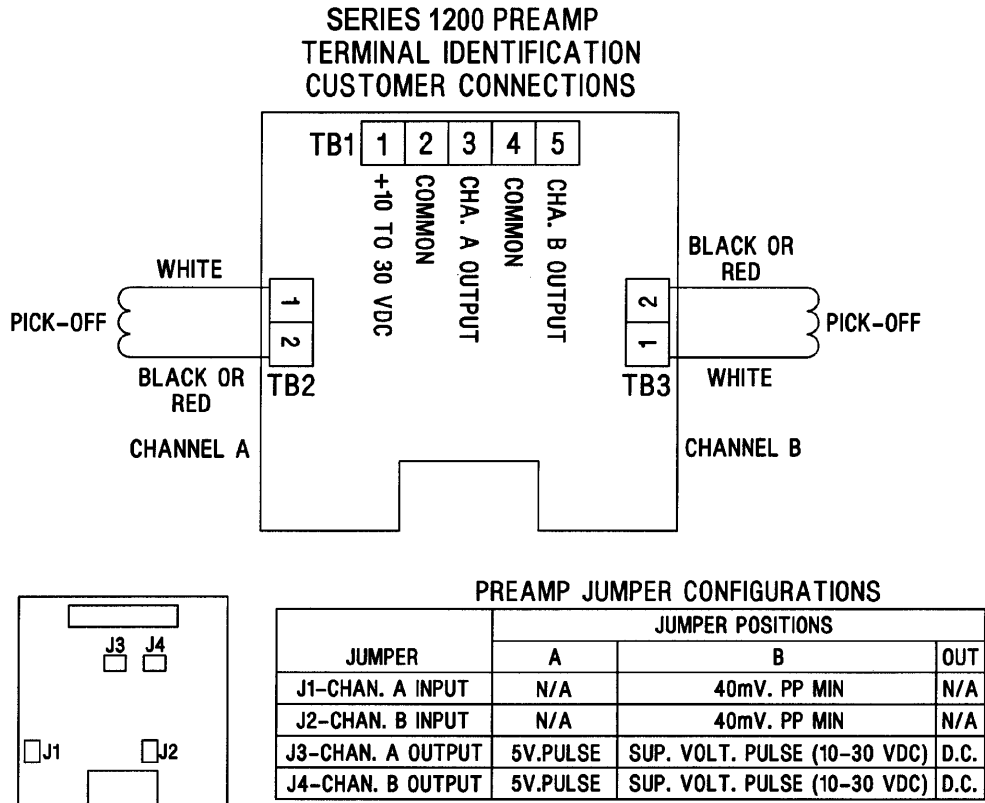 SERIES 1200 PREAMP
TERMINAL IDENTIFICATION
CUSTOMER CONNECTIONS
TB1 1 2 3 4 5
+10 TO 30 VDC
COMMON
CHA. A OUTPUT
COMMON
CHA. B OUTPUT
WHITE
PICK-OFF
BLACK OR
RED
1
2
TB2
CHANNEL A
BLACK OR
RED
PICK-OFF
WHITE
2
1
TB3
CHANNEL B
J3 J4
J1 J2
PREAMP JUMPER CONFIGURATIONS
JUMPER POSITIONS
JUMPER A B OUT
J1-CHAN. A INPUT N/A 40mV. PP MIN N/A
J2-CHAN. B INPUT N/A 40mV. PP MIN N/A
J3-CHAN. A OUTPUT 5V.PULSE SUP. VOLT. PULSE (10-30 VDC) D.C.
J4-CHAN. B OUTPUT 5V.PULSE SUP. VOLT. PULSE (10-30 VDC) D.C.